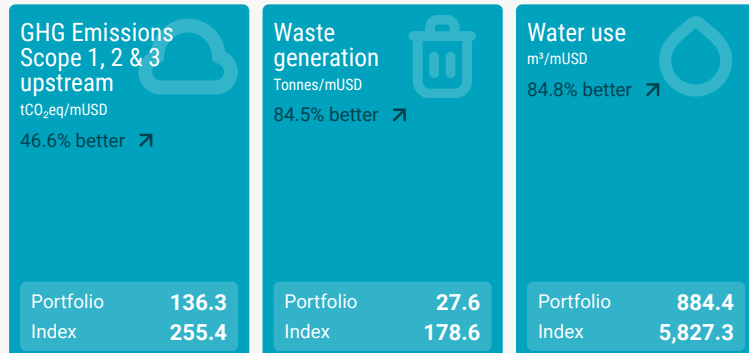 GHG Emissions
Scope 1, 2 & 3
upstream
tCO₂eq/mUSD
46.6% better
Portfolio 136.3
Index 255.4
Waste
generation
Tonnes/mUSD
84.5% better
Portfolio 27.6
Index 178.6
Water use
m³/mUSD
84.8% better
Portfolio 884.4
Index 5,827.3